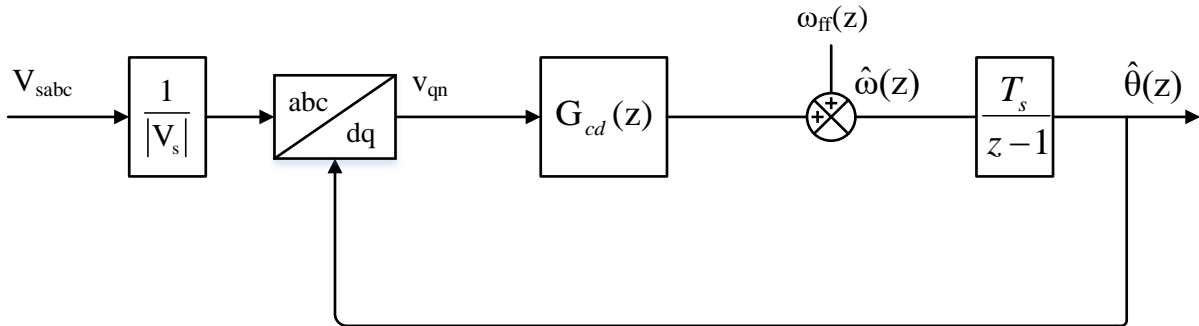 V_sabc
1
|V_s|
abc
dq
v_qn
G_cd(z)
ω_ff(z)
+
+
ω̂(z)
T_s
z-1
θ̂(z)